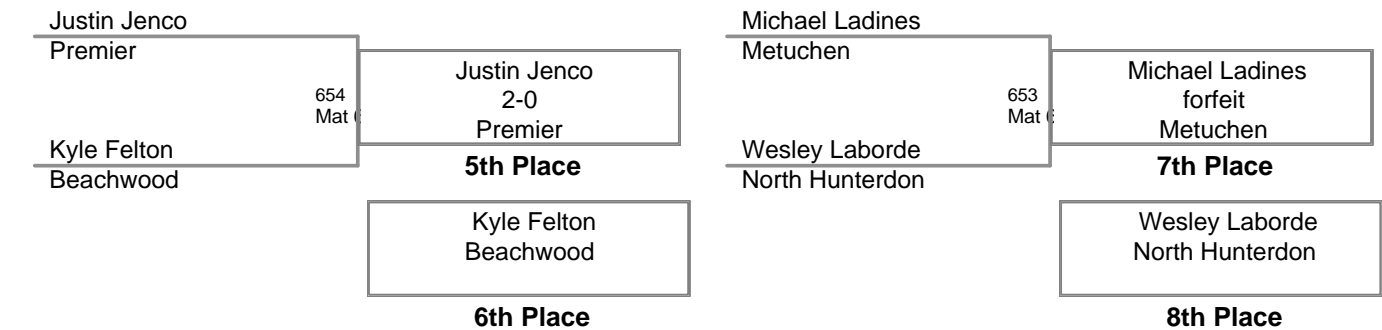 Justin Jenco
Premier
654
Mat
Kyle Felton
Beachwood
Justin Jenco
2-0
Premier
5th Place
Kyle Felton
Beachwood
6th Place
Michael Ladines
Metuchen
653
Mat
Wesley Laborde
North Hunterdon
Michael Ladines
forfeit
Metuchen
7th Place
Wesley Laborde
North Hunterdon
8th Place